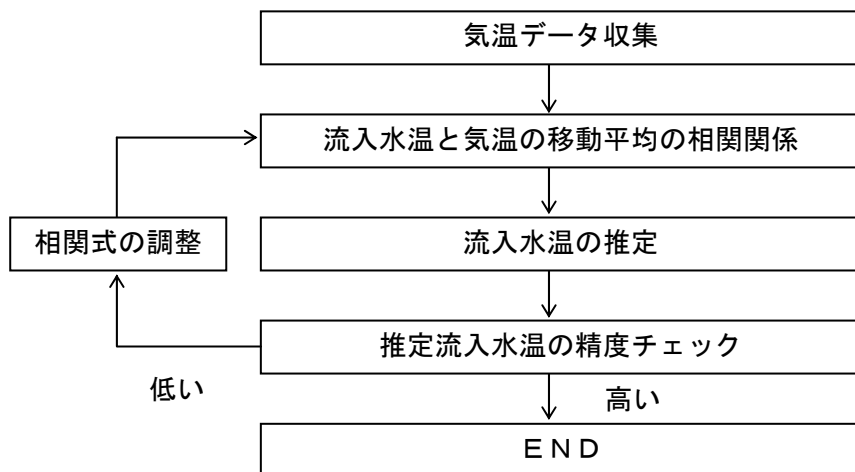 気温データ収集
流入水温と気温の移動平均の相関関係
相関式の調整
流入水温の推定
推定流入水温の精度チェック
低い
高い
ＥＮＤ